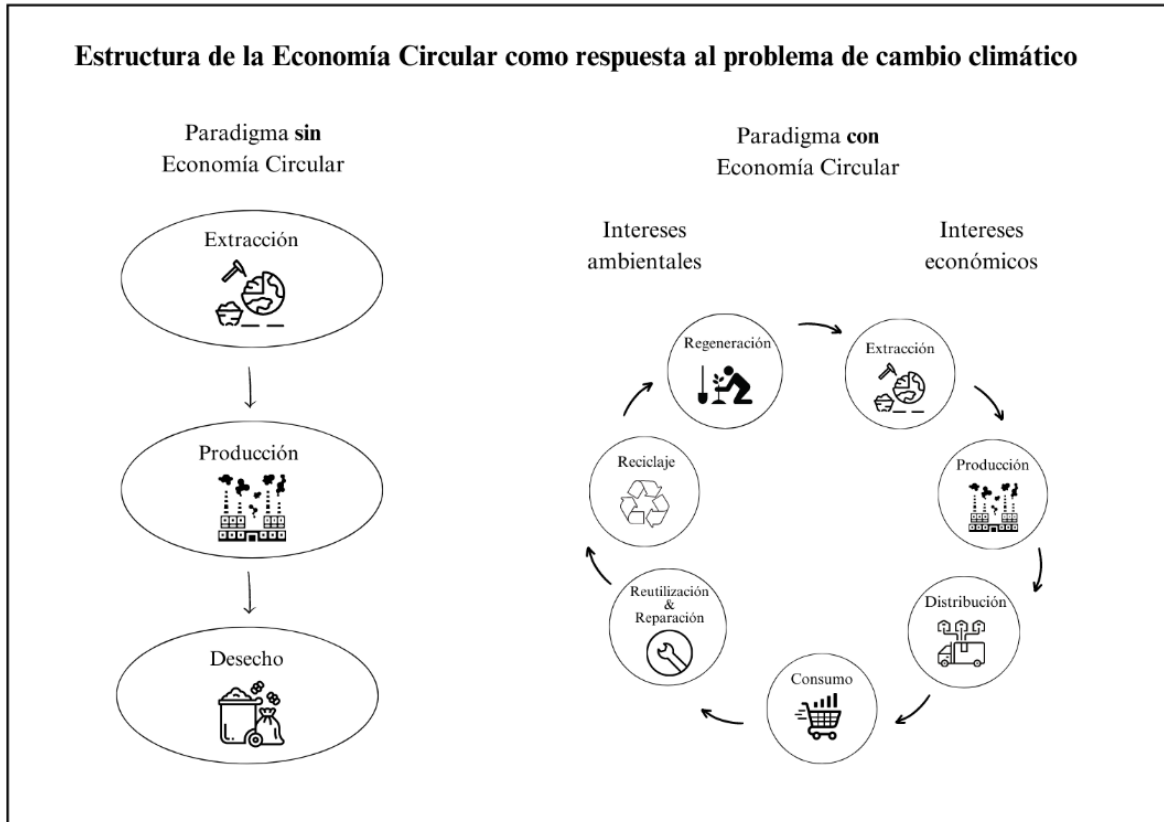 Estructura de la Economía Circular como respuesta al problema de cambio climático
Paradigma sin
Economía Circular
Extracción
Producción
Desecho
Paradigma con
Economía Circular
Intereses
ambientales
Intereses
económicos
Regeneración
Extracción
Producción
Distribución
Consumo
Reutilización
&
Reparación
Reciclaje